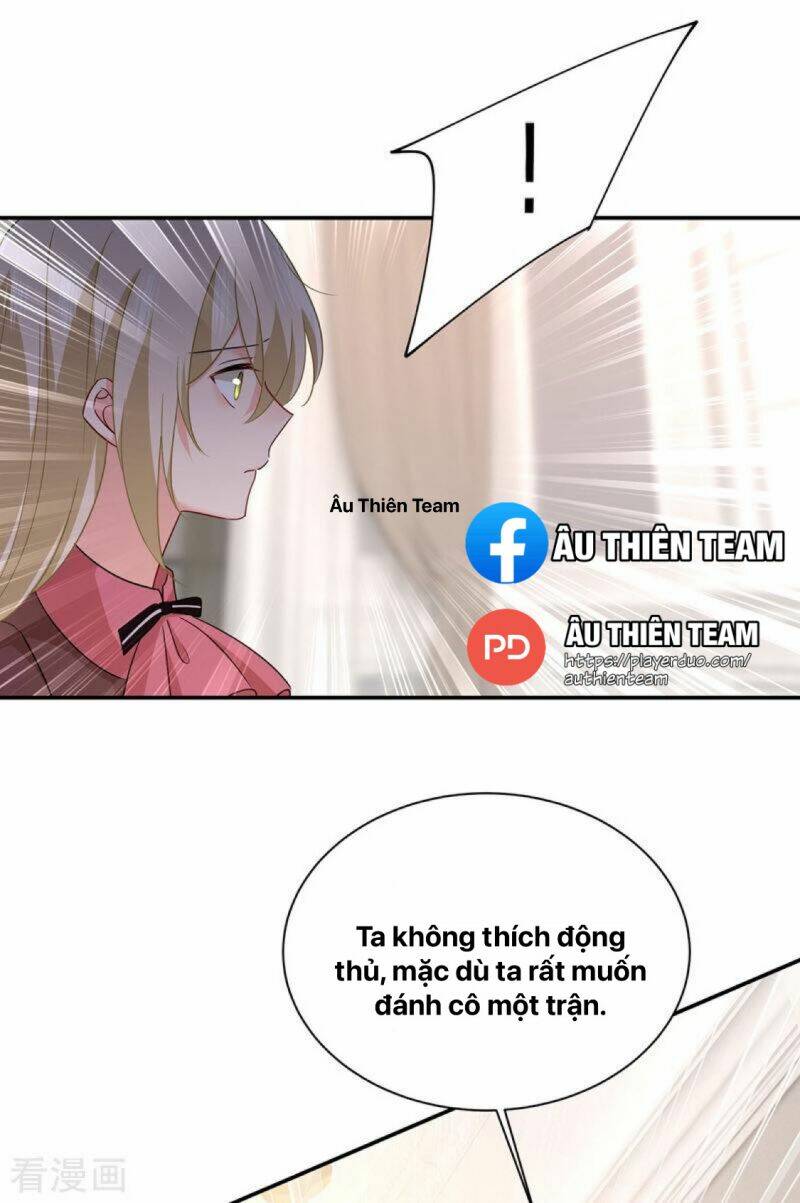 !
Âu Thiên Team
f ÂU THIÊN TEAM
PD ÂU THIÊN TEAM
https://playerduo.com/
authienteam
Ta không thích động
thủ, mặc dù ta rất muốn
đánh cô một trận.
看漫画